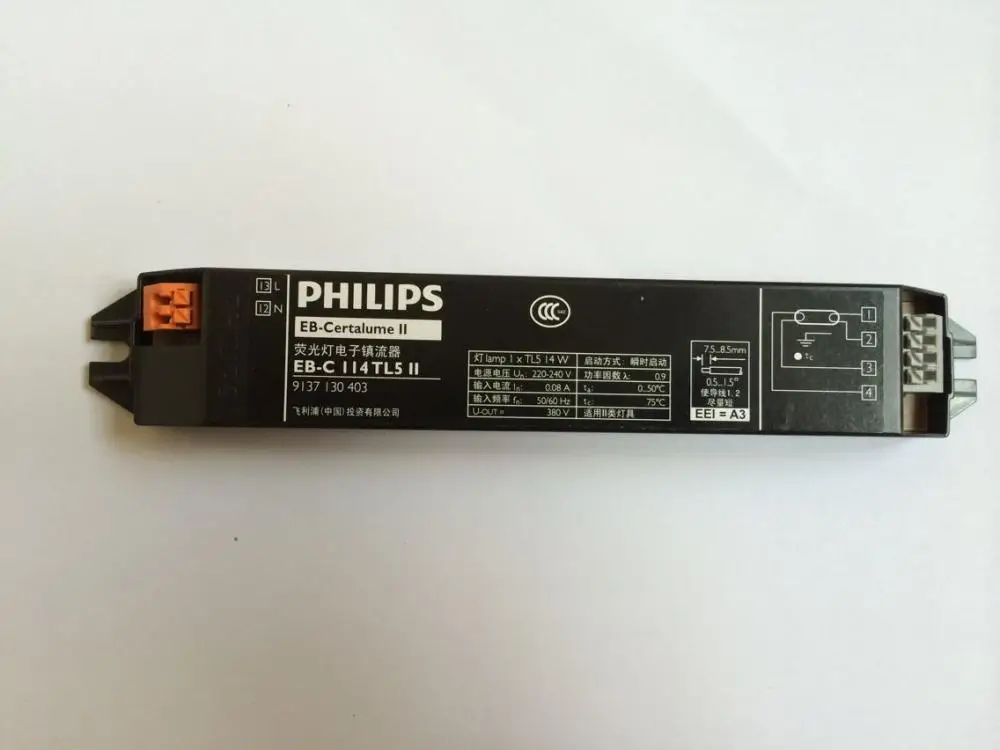 13 L
12 N
PHILIPS
EB-Certalume II
荧光灯电子镇流器
EB-C 114 TL5 II
9137 130 403
飞利浦(中国)投资有限公司
CCC
灯 lamp 1 x TL5 14 W 启动方式: 瞬时启动
电源电压 Un: 220-240 V 功率因数 λ: 0.9
输入电流 In: 0.08 A ta: 0..50℃
输入频率 fn: 50/60 Hz tc: 75℃
U-OUT = 380 V 适用II类灯具
7.5...8.5mm
0.5...1.5°
使导线1, 2
尽量短
EEI = A3
tc
1
2
3
4